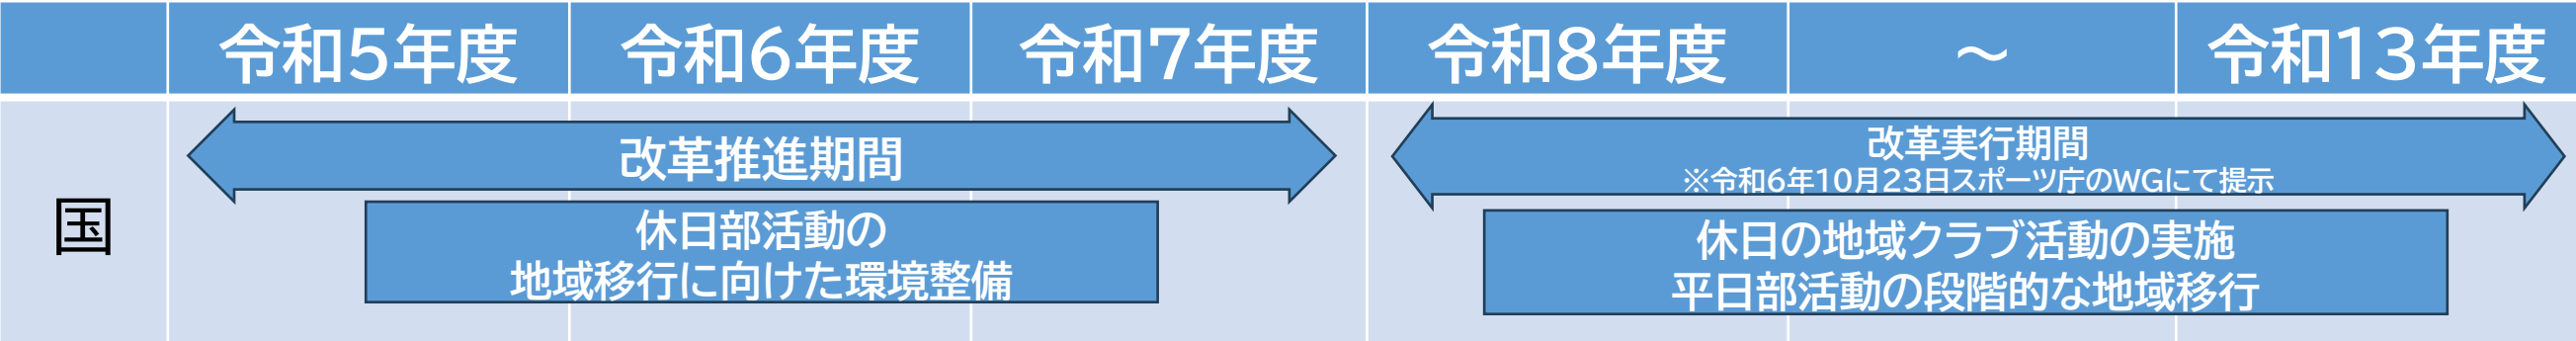 令和5年度 令和6年度 令和7年度 令和8年度 ～ 令和13年度
国
改革推進期間
休日部活動の
地域移行に向けた環境整備
改革実行期間
※令和6年10月23日スポーツ庁のWGにて提示
休日の地域クラブ活動の実施
平日部活動の段階的な地域移行